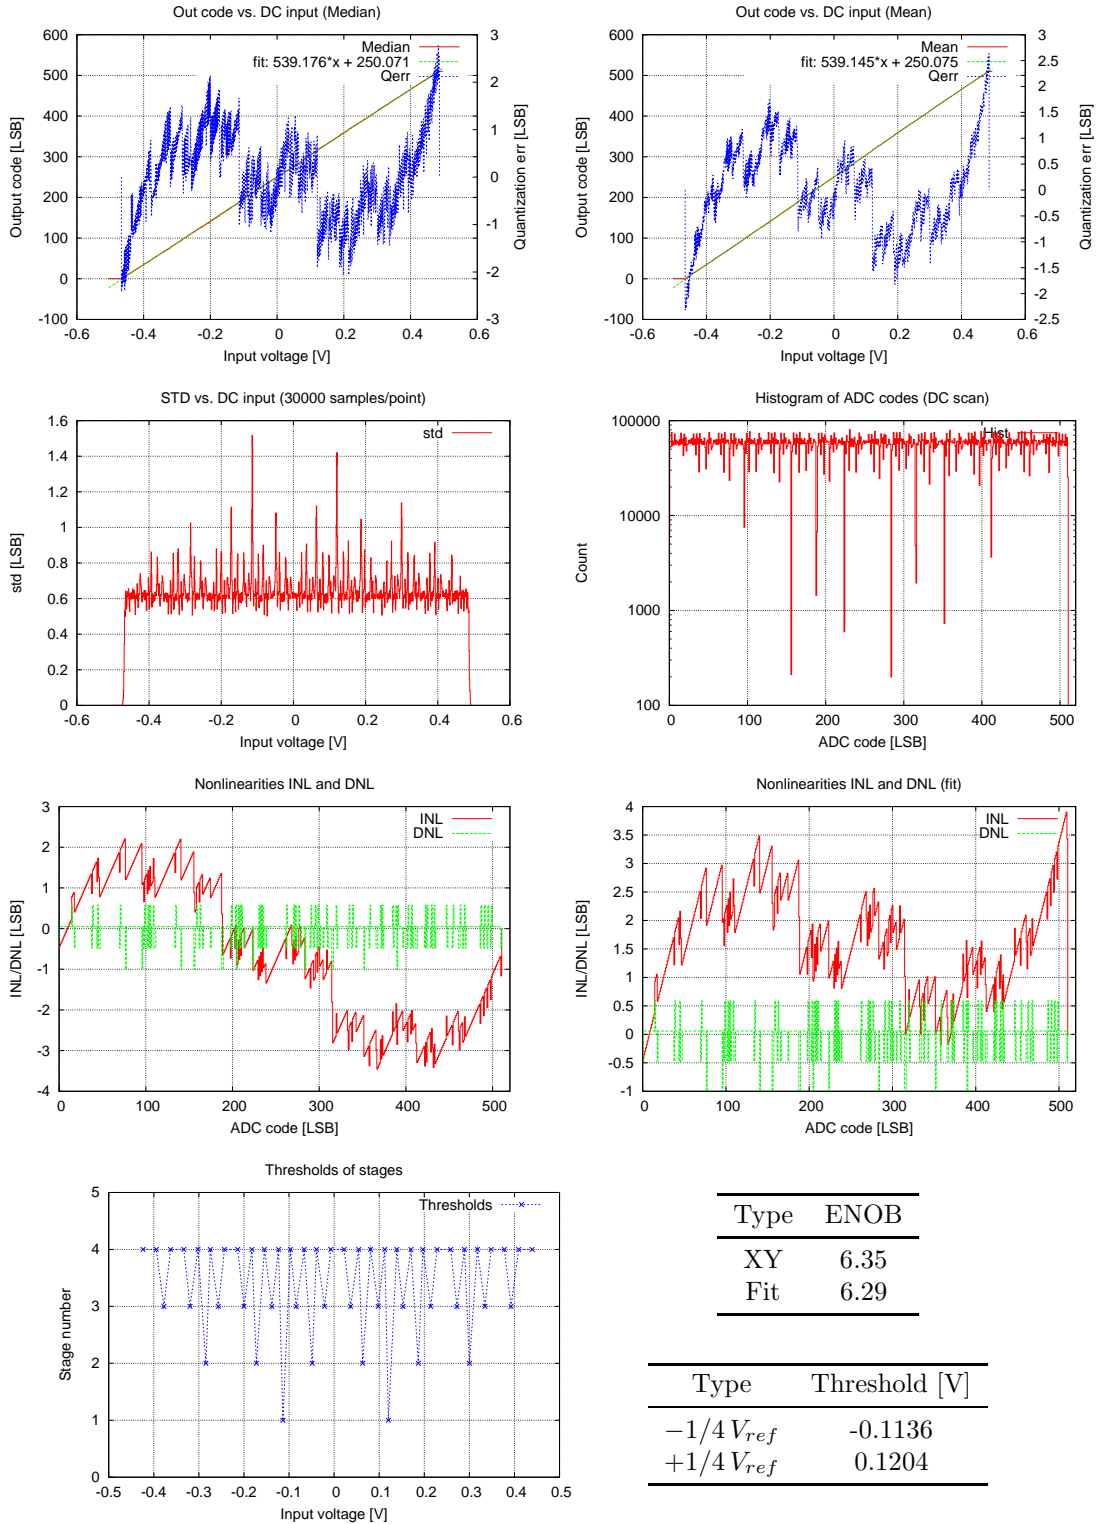 Out code vs. DC input (Median)
600
500
400
300
200
100
0
-100
3
2
1
0
-1
-2
-3
-0.6
-0.4
-0.2
0
0.2
0.4
0.6
Output code [LSB]
Quantization err [LSB]
Input voltage [V]
Median
fit: 539.176*x + 250.071
Qerr
Out code vs. DC input (Mean)
600
500
400
300
200
100
0
-100
3
2.5
2
1.5
1
0.5
0
-0.5
-1
-1.5
-2
-2.5
-0.6
-0.4
-0.2
0
0.2
0.4
0.6
Output code [LSB]
Quantization err [LSB]
Input voltage [V]
Mean
fit: 539.145*x + 250.075
Qerr
STD vs. DC input (30000 samples/point)
1.6
1.4
1.2
1
0.8
0.6
0.4
0.2
0
-0.6
-0.4
-0.2
0
0.2
0.4
0.6
std [LSB]
Input voltage [V]
std
Histogram of ADC codes (DC scan)
100000
10000
1000
100
0
100
200
300
400
500
Count
ADC code [LSB]
Hist
Nonlinearities INL and DNL
3
2
1
0
-1
-2
-3
-4
0
100
200
300
400
500
INL/DNL [LSB]
ADC code [LSB]
INL
DNL
Nonlinearities INL and DNL (fit)
4
3.5
3
2.5
2
1.5
1
0.5
0
-0.5
-1
0
100
200
300
400
500
INL/DNL [LSB]
ADC code [LSB]
INL
DNL
Thresholds of stages
5
4
3
2
1
0
-0.5
-0.4
-0.3
-0.2
-0.1
0
0.1
0.2
0.3
0.4
0.5
Stage number
Input voltage [V]
Thresholds
Type ENOB
XY 6.35
Fit 6.29
Type Threshold [V]
−1/4 Vref -0.1136
+1/4 Vref 0.1204